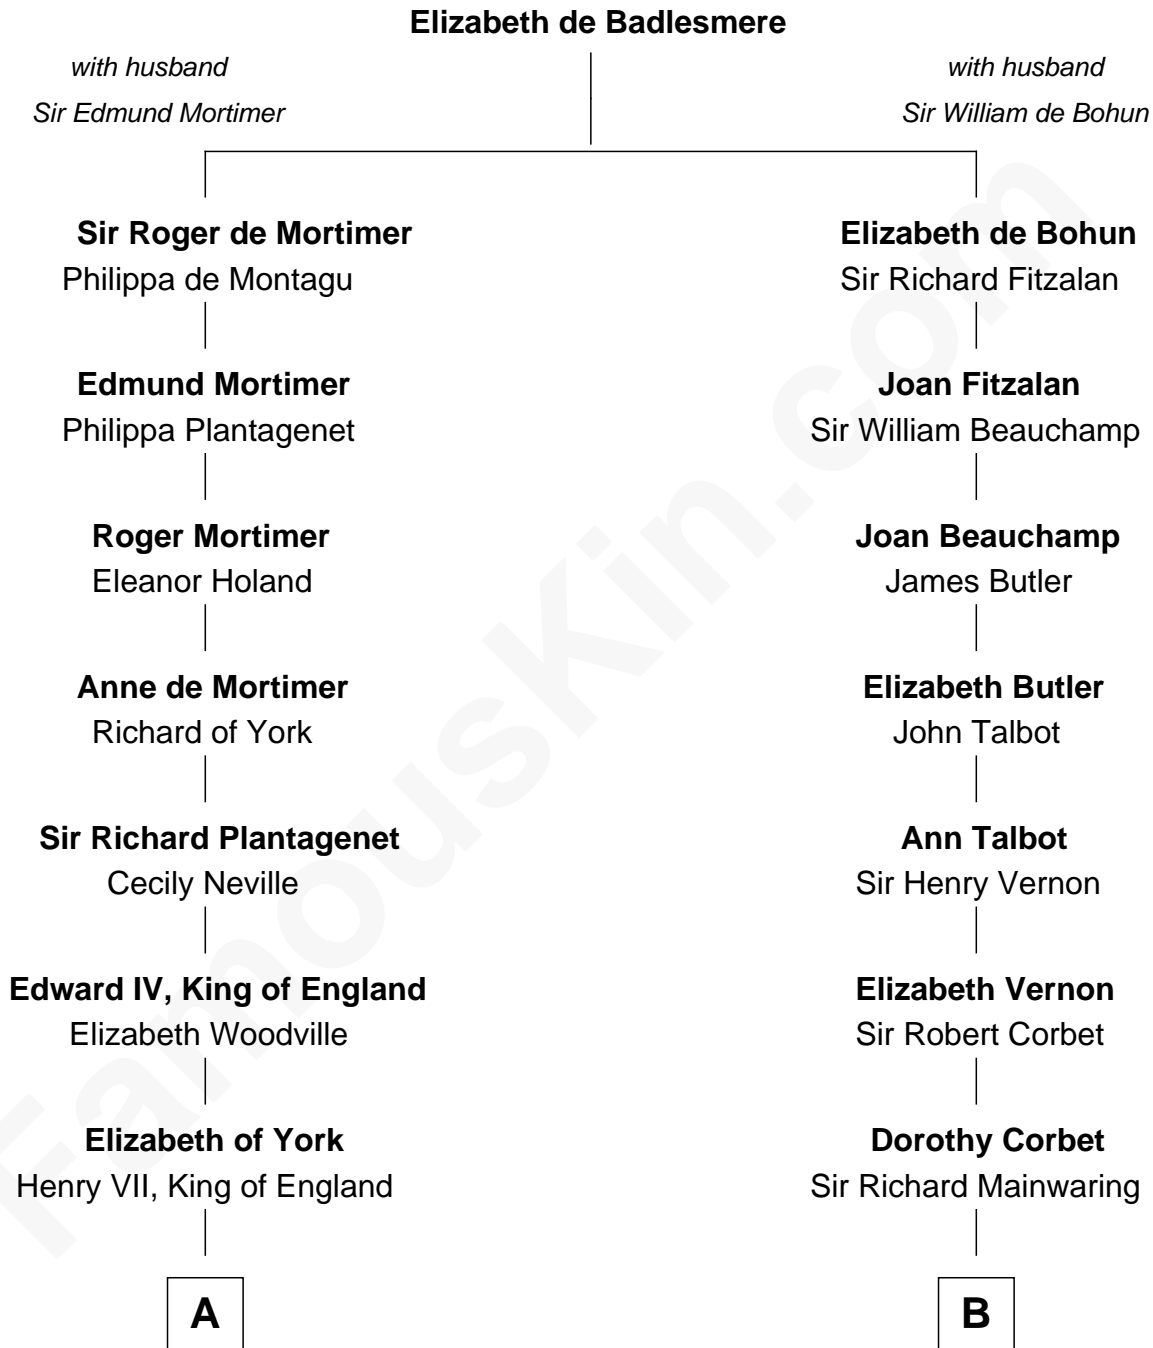 Elizabeth de Badlesmere
with husband
Sir Edmund Mortimer
with husband
Sir William de Bohun
Sir Roger de Mortimer
Philippa de Montagu
Elizabeth de Bohun
Sir Richard Fitzalan
Edmund Mortimer
Philippa Plantagenet
Joan Fitzalan
Sir William Beauchamp
Roger Mortimer
Eleanor Holand
Joan Beauchamp
James Butler
Anne de Mortimer
Richard of York
Elizabeth Butler
John Talbot
Sir Richard Plantagenet
Cecily Neville
Ann Talbot
Sir Henry Vernon
Edward IV, King of England
Elizabeth Woodville
Elizabeth Vernon
Sir Robert Corbet
Elizabeth of York
Henry VII, King of England
Dorothy Corbet
Sir Richard Mainwaring
A
B
FamousKin.com